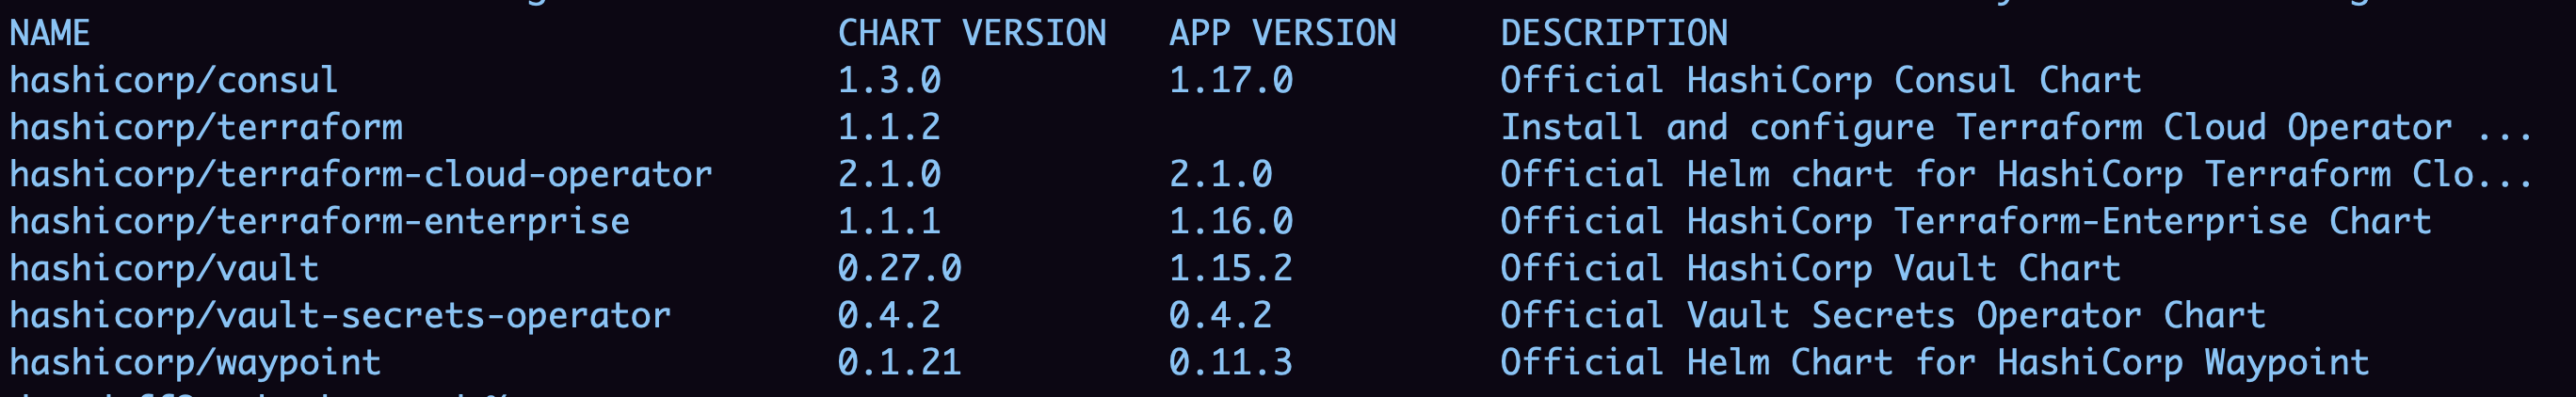 NAME CHART VERSION APP VERSION DESCRIPTION
hashicorp/consul 1.3.0 1.17.0 Official HashiCorp Consul Chart
hashicorp/terraform 1.1.2 Install and configure Terraform Cloud Operator ...
hashicorp/terraform-cloud-operator 2.1.0 2.1.0 Official Helm chart for HashiCorp Terraform Clo...
hashicorp/terraform-enterprise 1.1.1 1.16.0 Official HashiCorp Terraform-Enterprise Chart
hashicorp/vault 0.27.0 1.15.2 Official HashiCorp Vault Chart
hashicorp/vault-secrets-operator 0.4.2 0.4.2 Official Vault Secrets Operator Chart
hashicorp/waypoint 0.1.21 0.11.3 Official Helm Chart for HashiCorp Waypoint